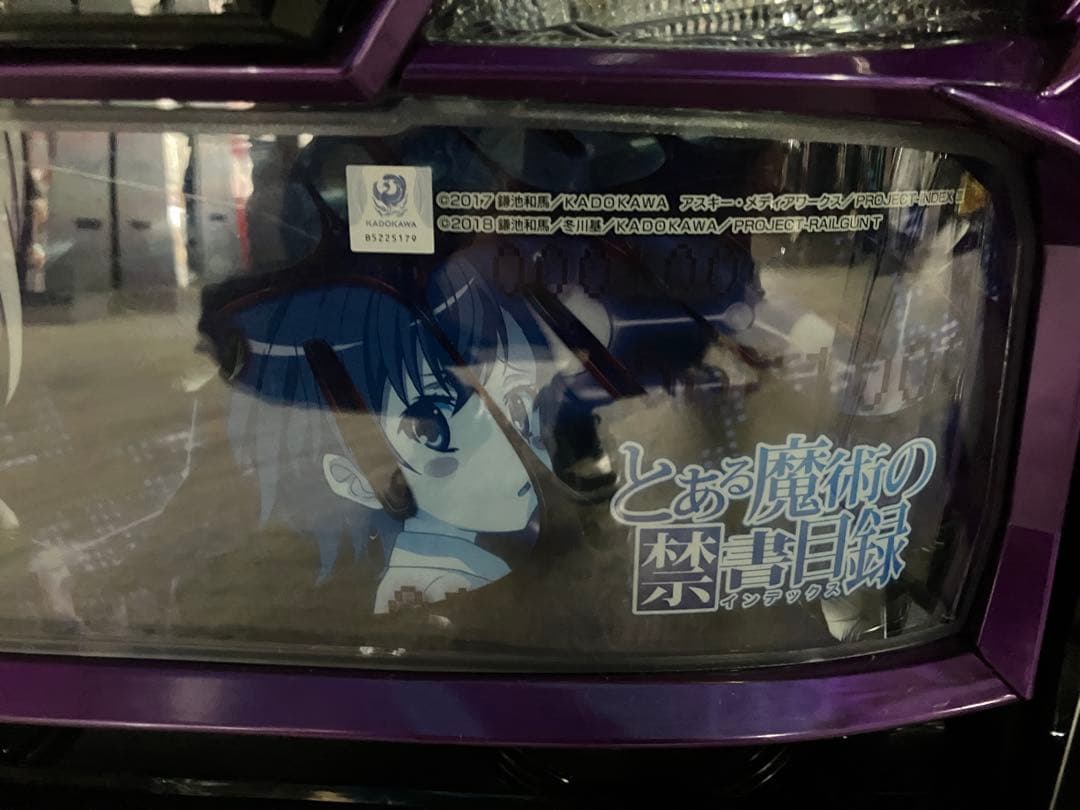 KADOKAWA
BS225179
©2017 鎌池和馬/KADOKAWA アスキー・メディアワークス/PROJECT-INDEX Ⅲ
©2018 鎌池和馬/冬川基/KADOKAWA/PROJECT-RAILGUN T
とある魔術の
禁書目録
インデックス